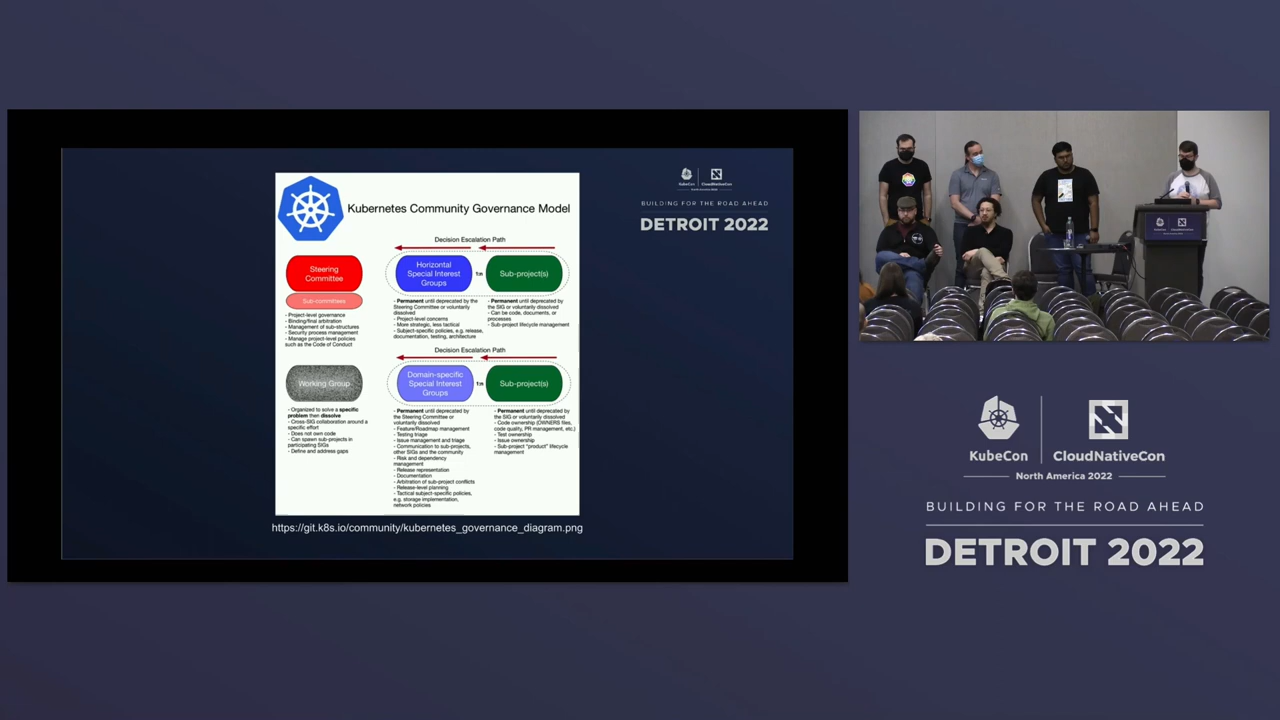 Kubernetes Community Governance Model
Decision Escalation Path
Steering
Committee
Sub-committees
- Project-level governance
- Binding/final arbitration
- Management of sub-structures
- Security process management
- Manage project-level policies
such as the Code of Conduct
Horizontal
Special Interest
Groups
1:n
Sub-project(s)
- Permanent until deprecated by the
Steering Committee or voluntarily
dissolved
- Project-level concerns
- More strategic, less tactical
- Subject-specific policies, e.g. release,
documentation, testing, architecture
- Permanent until deprecated by
the SIG or voluntarily dissolved
- Can be code, documents, or
processes
- Sub-project lifecycle management
Decision Escalation Path
Working Group
- Organized to solve a specific
problem then dissolve
- Cross-SIG collaboration around a
specific effort
- Does not own code
- Can spawn sub-projects in
participating SIGs
- Define and address gaps
Domain-specific
Special Interest
Groups
1:n
Sub-project(s)
- Permanent until deprecated by
the Steering Committee or
voluntarily dissolved
- Feature/Roadmap management
- Testing triage
- Issue management and triage
- Communication to sub-projects,
other SIGs and the community
- Risk and dependency
management
- Release representation
- Documentation
- Arbitration of sub-project conflicts
- Release-level planning
- Tactical subject-specific policies,
e.g. storage implementation,
network policies
- Permanent until deprecated by
the SIG or voluntarily dissolved
- Code ownership (OWNERS files,
code quality, PR management, etc.)
- Test ownership
- Issue ownership
- Sub-project "product" lifecycle
management
https://git.k8s.io/community/kubernetes_governance_diagram.png
KubeCon CloudNativeCon
BUILDING FOR THE ROAD AHEAD
DETROIT 2022
KubeCon CloudNativeCon
North America 2022
BUILDING FOR THE ROAD AHEAD
DETROIT 2022